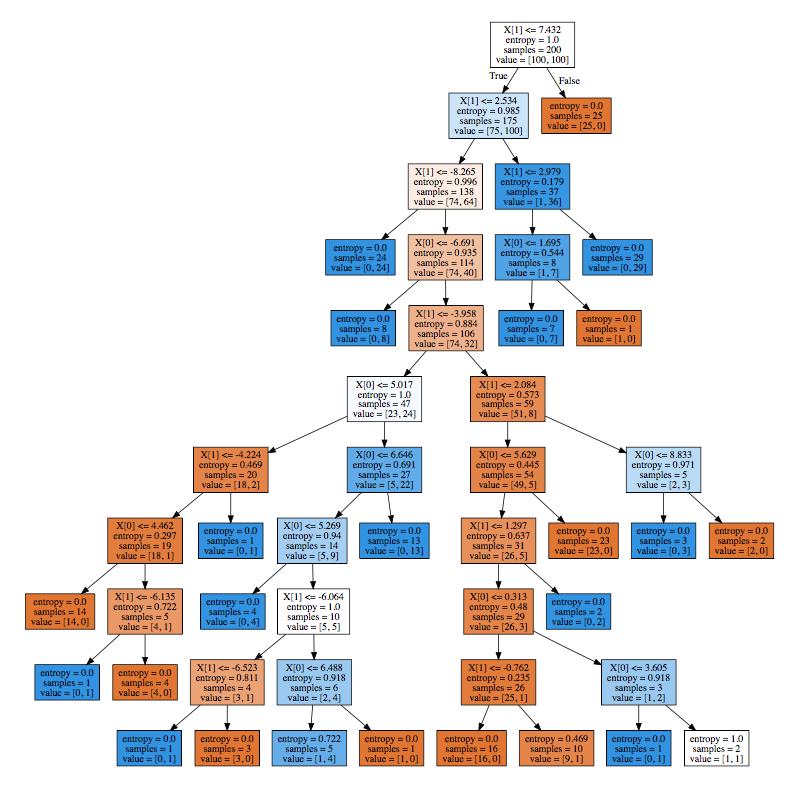 X[1] <= 7.432
entropy = 1.0
samples = 200
value = [100, 100]
True
False
X[1] <= 2.534
entropy = 0.985
samples = 175
value = [75, 100]
entropy = 0.0
samples = 25
value = [25, 0]
X[1] <= -8.265
entropy = 0.996
samples = 138
value = [74, 64]
X[1] <= 2.979
entropy = 0.179
samples = 37
value = [1, 36]
entropy = 0.0
samples = 24
value = [0, 24]
X[0] <= -6.691
entropy = 0.935
samples = 114
value = [74, 40]
X[0] <= 1.695
entropy = 0.544
samples = 8
value = [1, 7]
entropy = 0.0
samples = 29
value = [0, 29]
entropy = 0.0
samples = 8
value = [0, 8]
X[1] <= -3.958
entropy = 0.884
samples = 106
value = [74, 32]
entropy = 0.0
samples = 7
value = [0, 7]
entropy = 0.0
samples = 1
value = [1, 0]
X[0] <= 5.017
entropy = 1.0
samples = 47
value = [23, 24]
X[1] <= 2.084
entropy = 0.573
samples = 59
value = [51, 8]
X[1] <= -4.224
entropy = 0.469
samples = 20
value = [18, 2]
X[0] <= 6.646
entropy = 0.691
samples = 27
value = [5, 22]
X[0] <= 5.629
entropy = 0.445
samples = 54
value = [49, 5]
X[0] <= 8.833
entropy = 0.971
samples = 5
value = [2, 3]
X[0] <= 4.462
entropy = 0.297
samples = 19
value = [18, 1]
entropy = 0.0
samples = 1
value = [0, 1]
X[0] <= 5.269
entropy = 0.94
samples = 14
value = [5, 9]
entropy = 0.0
samples = 13
value = [0, 13]
X[1] <= 1.297
entropy = 0.637
samples = 31
value = [26, 5]
entropy = 0.0
samples = 23
value = [23, 0]
entropy = 0.0
samples = 3
value = [0, 3]
entropy = 0.0
samples = 2
value = [2, 0]
entropy = 0.0
samples = 14
value = [14, 0]
X[1] <= -6.135
entropy = 0.722
samples = 5
value = [4, 1]
entropy = 0.0
samples = 4
value = [0, 4]
X[1] <= -6.064
entropy = 1.0
samples = 10
value = [5, 5]
X[0] <= 0.313
entropy = 0.48
samples = 29
value = [26, 3]
entropy = 0.0
samples = 2
value = [0, 2]
entropy = 0.0
samples = 1
value = [0, 1]
entropy = 0.0
samples = 4
value = [4, 0]
X[1] <= -6.523
entropy = 0.811
samples = 4
value = [3, 1]
X[0] <= 6.488
entropy = 0.918
samples = 6
value = [2, 4]
X[1] <= -0.762
entropy = 0.235
samples = 26
value = [25, 1]
X[0] <= 3.605
entropy = 0.918
samples = 3
value = [1, 2]
entropy = 0.0
samples = 1
value = [0, 1]
entropy = 0.0
samples = 3
value = [3, 0]
entropy = 0.722
samples = 5
value = [1, 4]
entropy = 0.0
samples = 1
value = [1, 0]
entropy = 0.0
samples = 16
value = [16, 0]
entropy = 0.469
samples = 10
value = [9, 1]
entropy = 0.0
samples = 1
value = [0, 1]
entropy = 1.0
samples = 2
value = [1, 1]